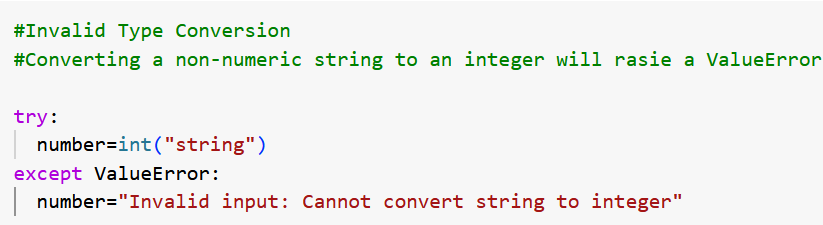 #Invalid Type Conversion
#Converting a non-numeric string to an integer will rasie a ValueError
try:
number=int("string")
except ValueError:
number="Invalid input: Cannot convert string to integer"